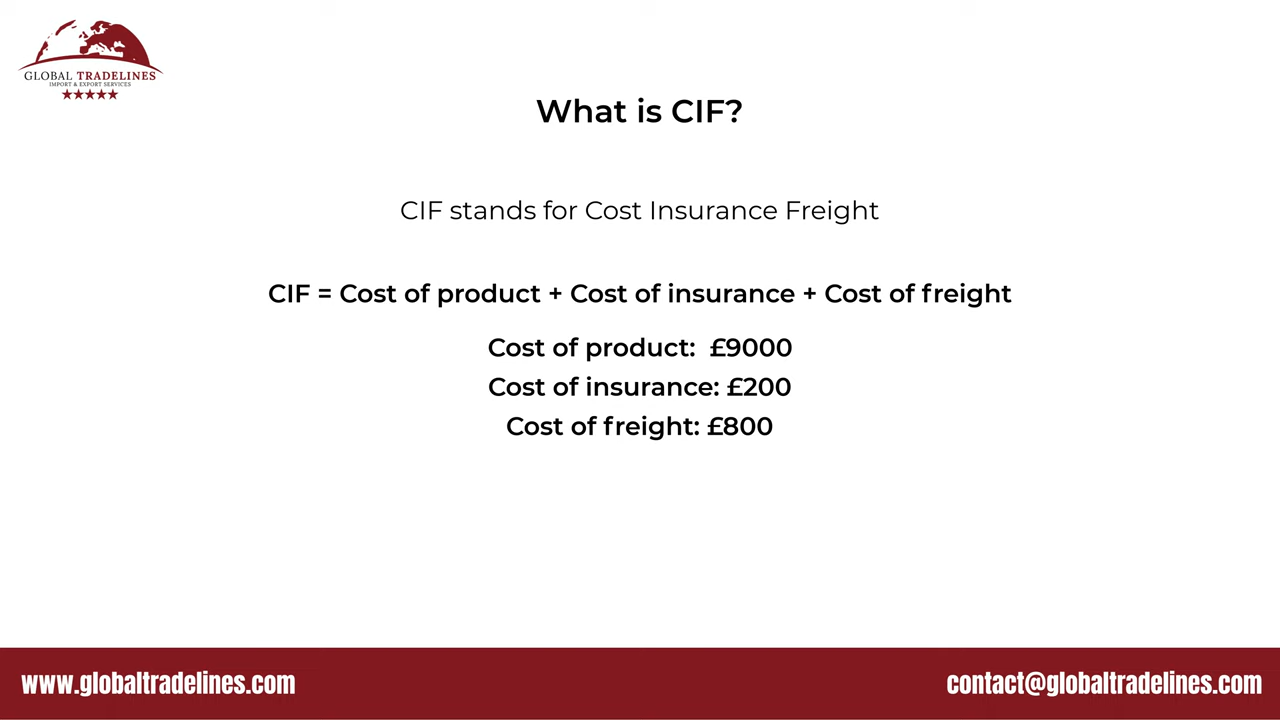 GLOBAL TRADELINES
IMPORT & EXPORT SERVICES
What is CIF?
CIF stands for Cost Insurance Freight
CIF = Cost of product + Cost of insurance + Cost of freight
Cost of product: £9000
Cost of insurance: £200
Cost of freight: £800
www.globaltradelines.com
contact@globaltradelines.com